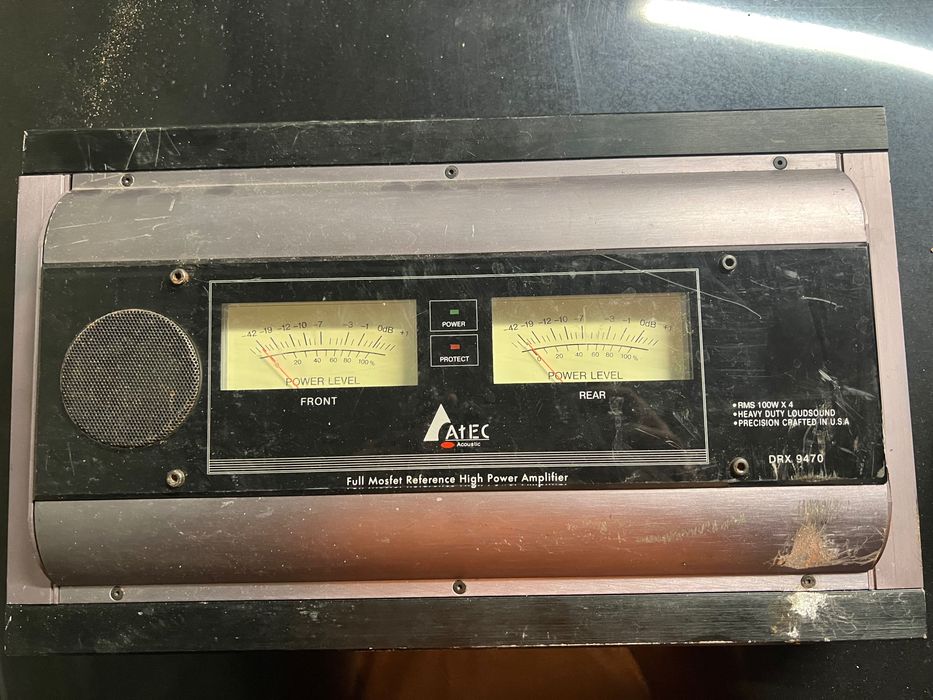 -42 -19 -12 -10 -7 -3 -1 0dB +1
20 40 60 80 100 %
POWER LEVEL
FRONT
POWER
PROTECT
-42 -19 -12 -10 -7 -3 -1 0dB +1
20 40 60 80 100 %
POWER LEVEL
REAR
• RMS 100W X 4
• HEAVY DUTY LOUDSOUND
• PRECISION CRAFTED IN U.S.A
AtEC
Acoustic
DRX 9470
Full Mosfet Reference High Power Amplifier